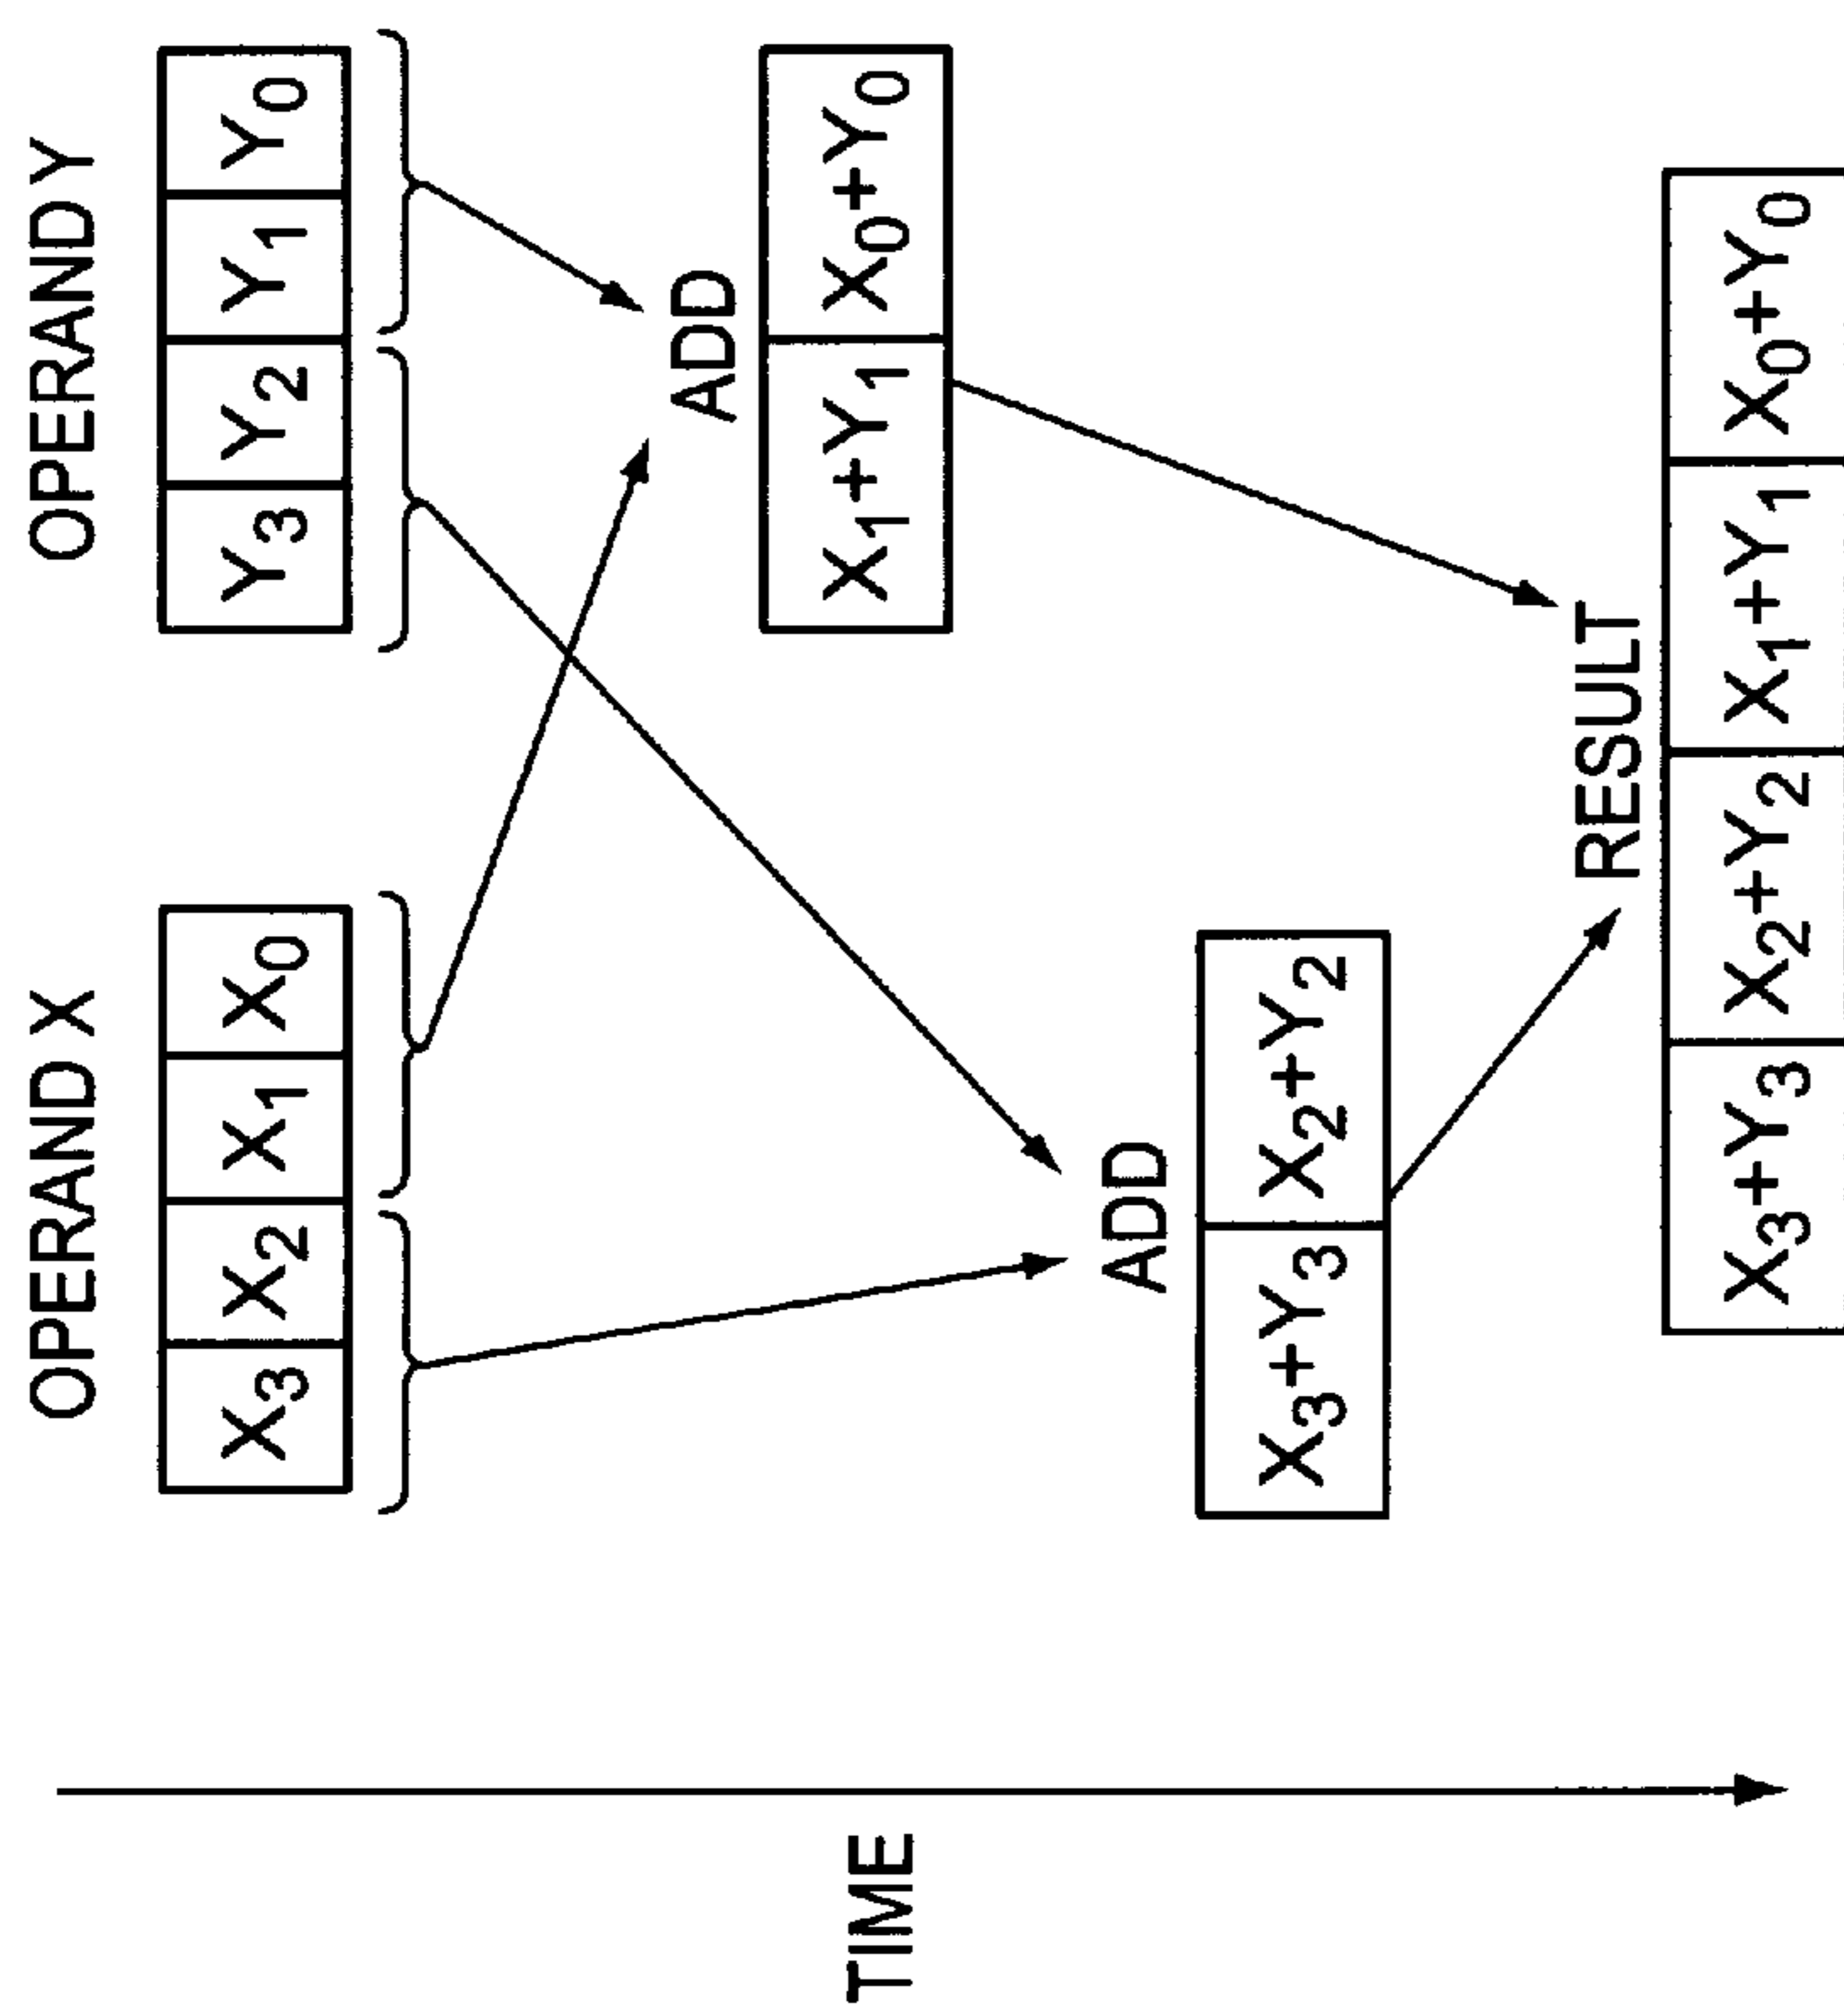 OPERAND X
OPERAND Y
X₃ X₂ X₁ X₀
Y₃ Y₂ Y₁ Y₀
ADD
X₁+Y₁ X₀+Y₀
TIME
ADD
X₃+Y₃ X₂+Y₂
RESULT
X₃+Y₃ X₂+Y₂ X₁+Y₁ X₀+Y₀